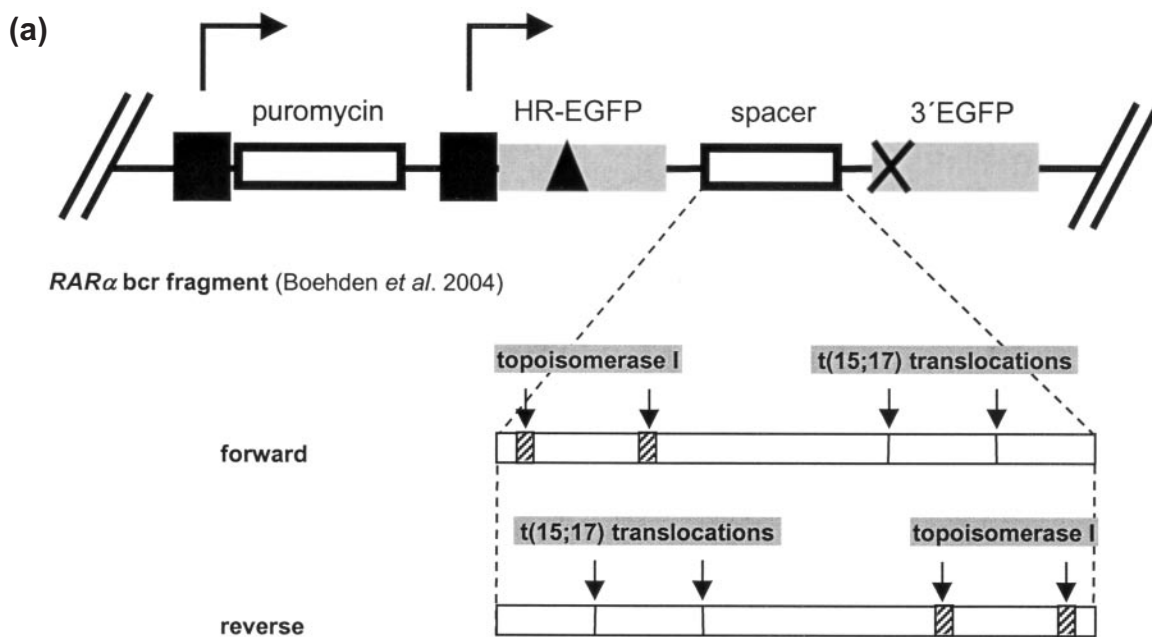 (a)
puromycin HR-EGFP spacer 3´EGFP
RARα bcr fragment (Boehden et al. 2004)
topoisomerase I t(15;17) translocations
forward
t(15;17) translocations topoisomerase I
reverse